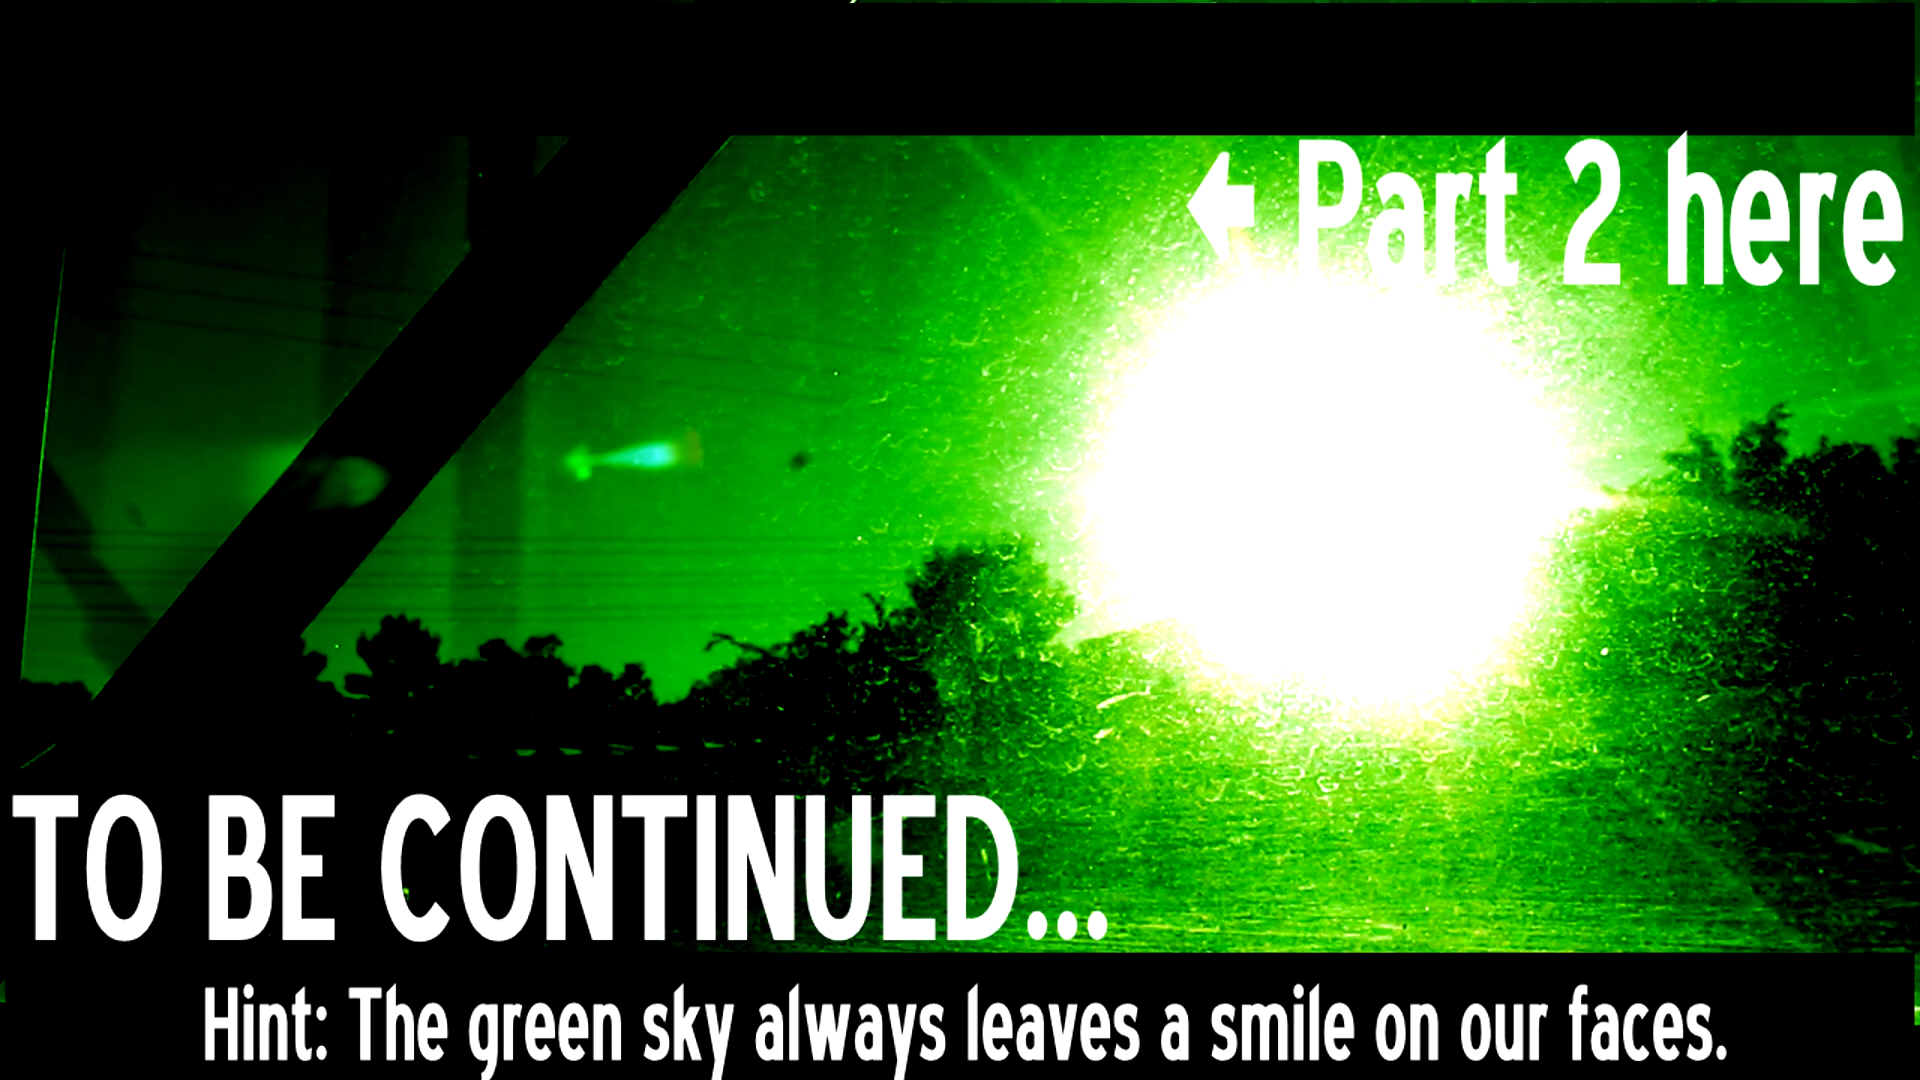 Part 2 here
TO BE CONTINUED...
Hint: The green sky always leaves a smile on our faces.